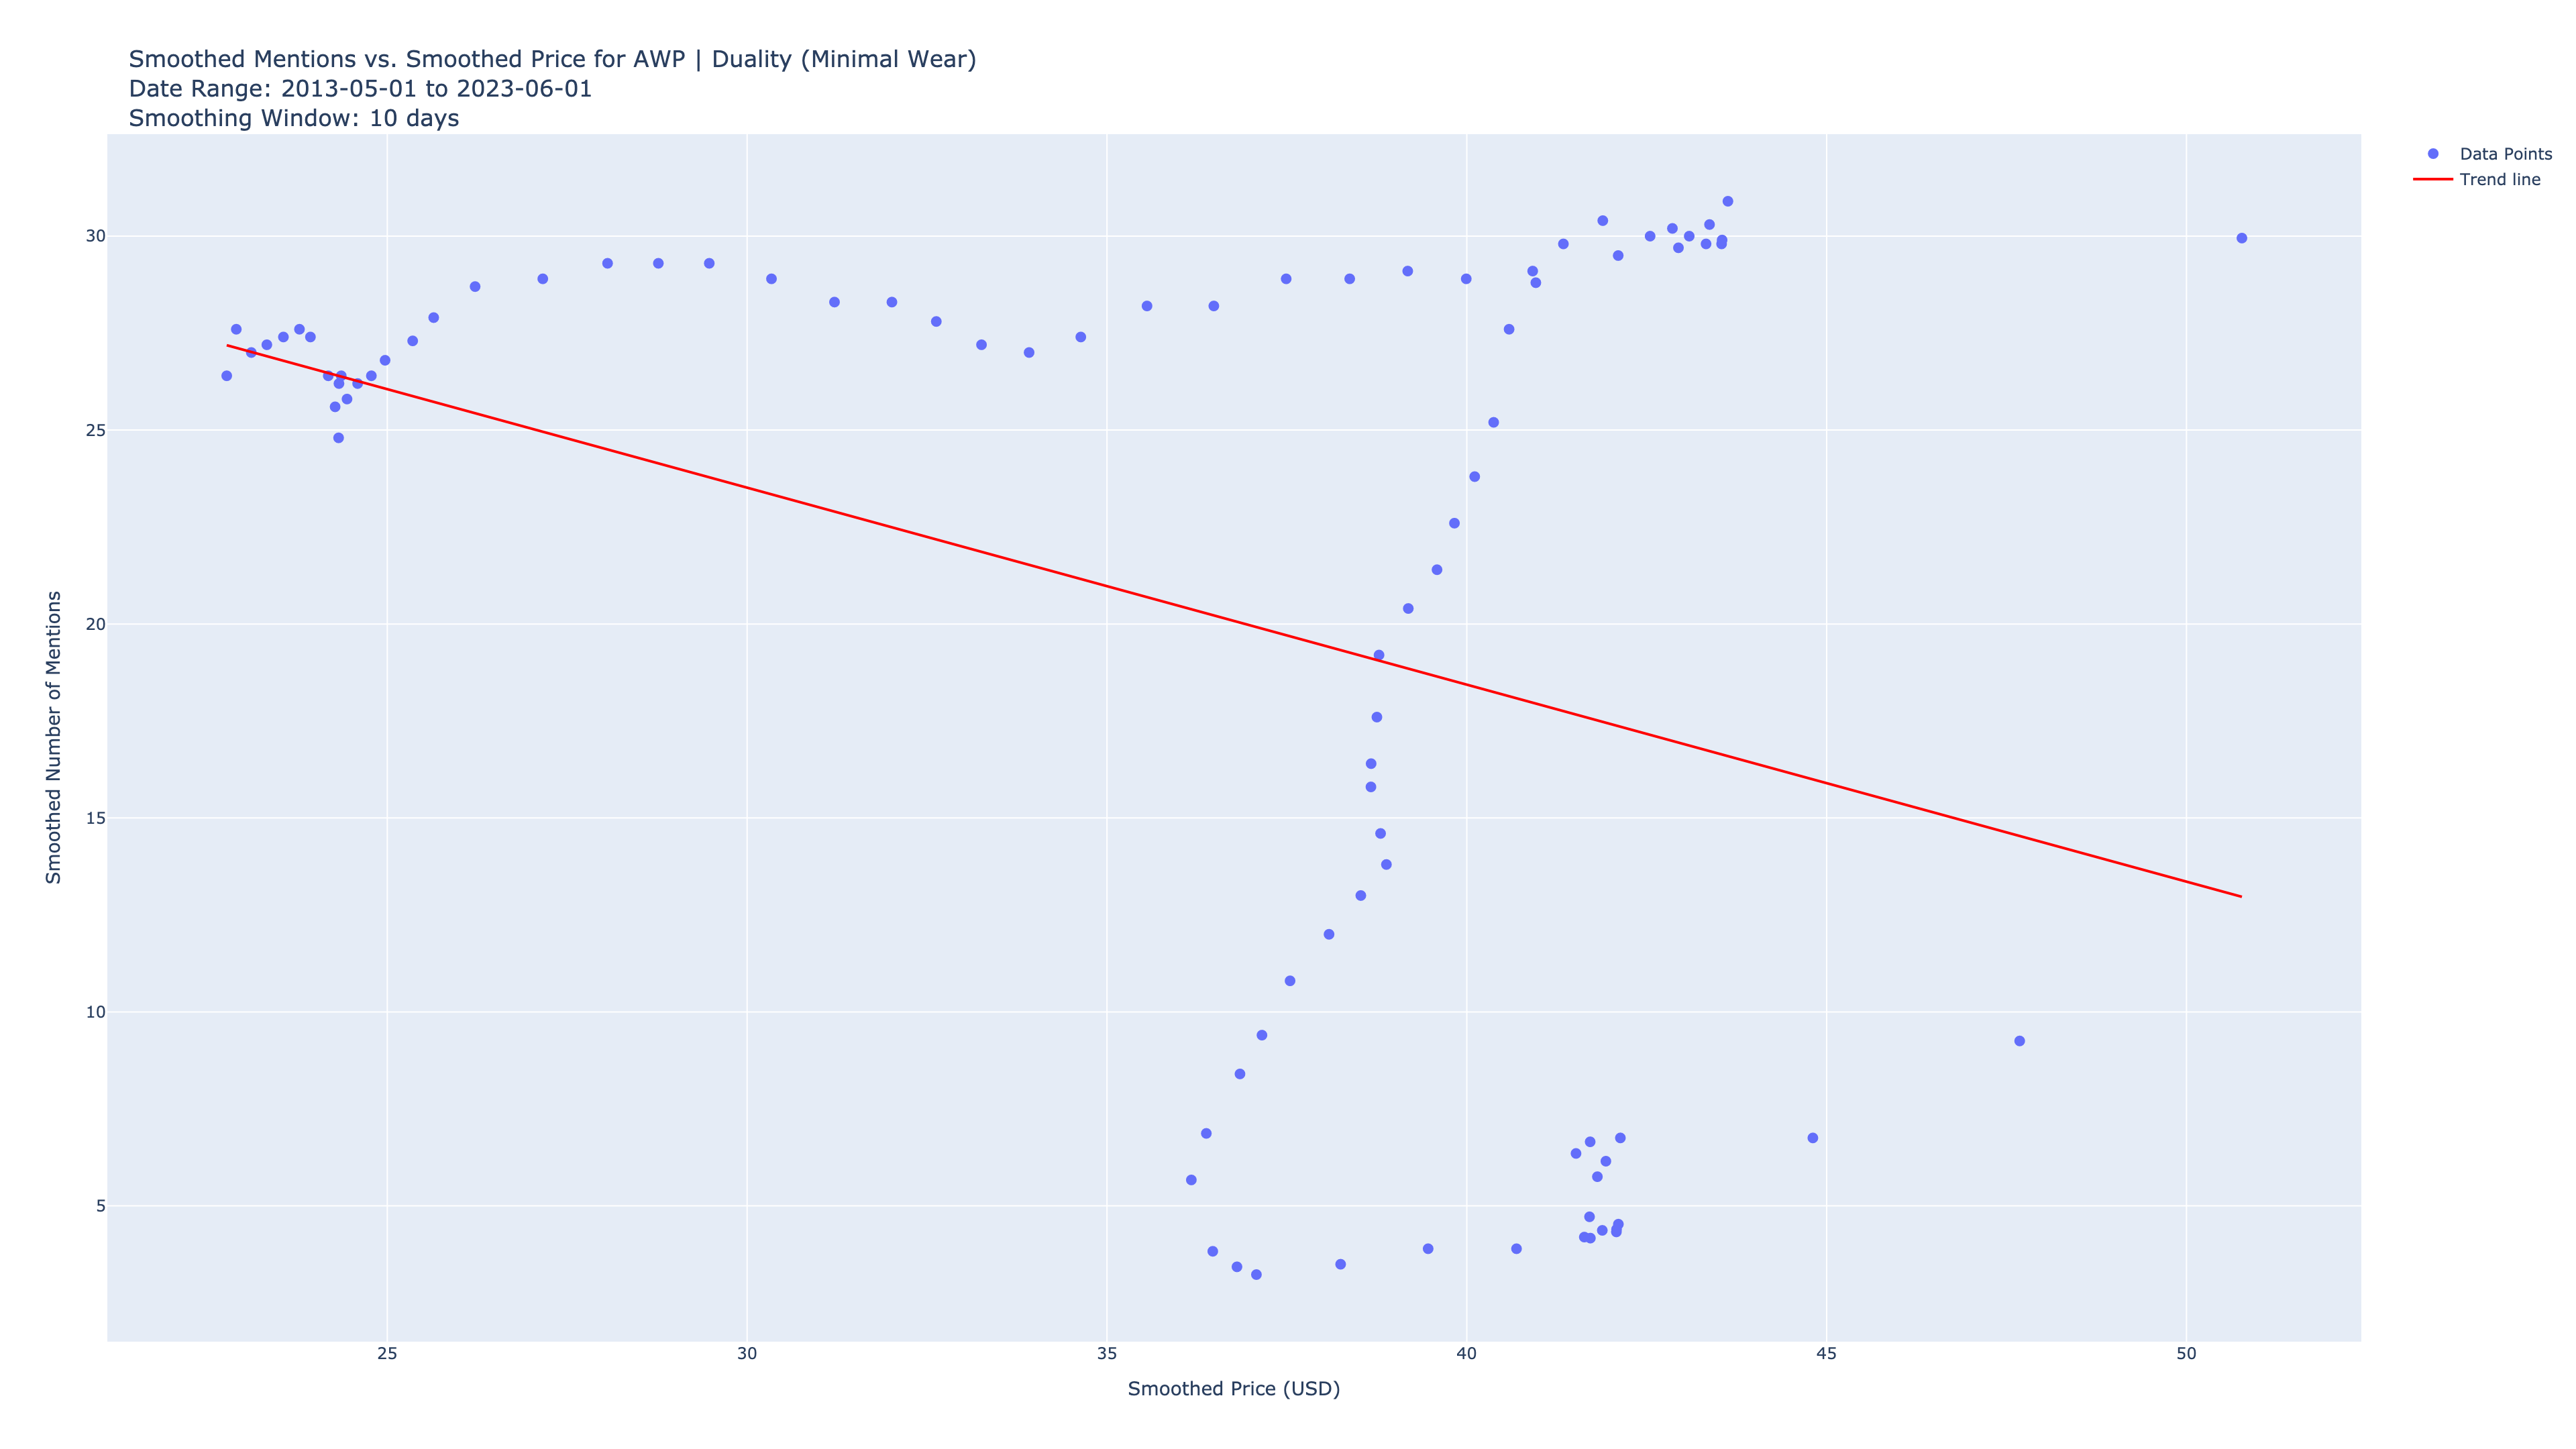 Smoothed Mentions vs. Smoothed Price for AWP | Duality (Minimal Wear)
Date Range: 2013-05-01 to 2023-06-01
Smoothing Window: 10 days
Data Points
Trend line
30
25
20
15
10
5
Smoothed Number of Mentions
25
30
35
40
45
50
Smoothed Price (USD)